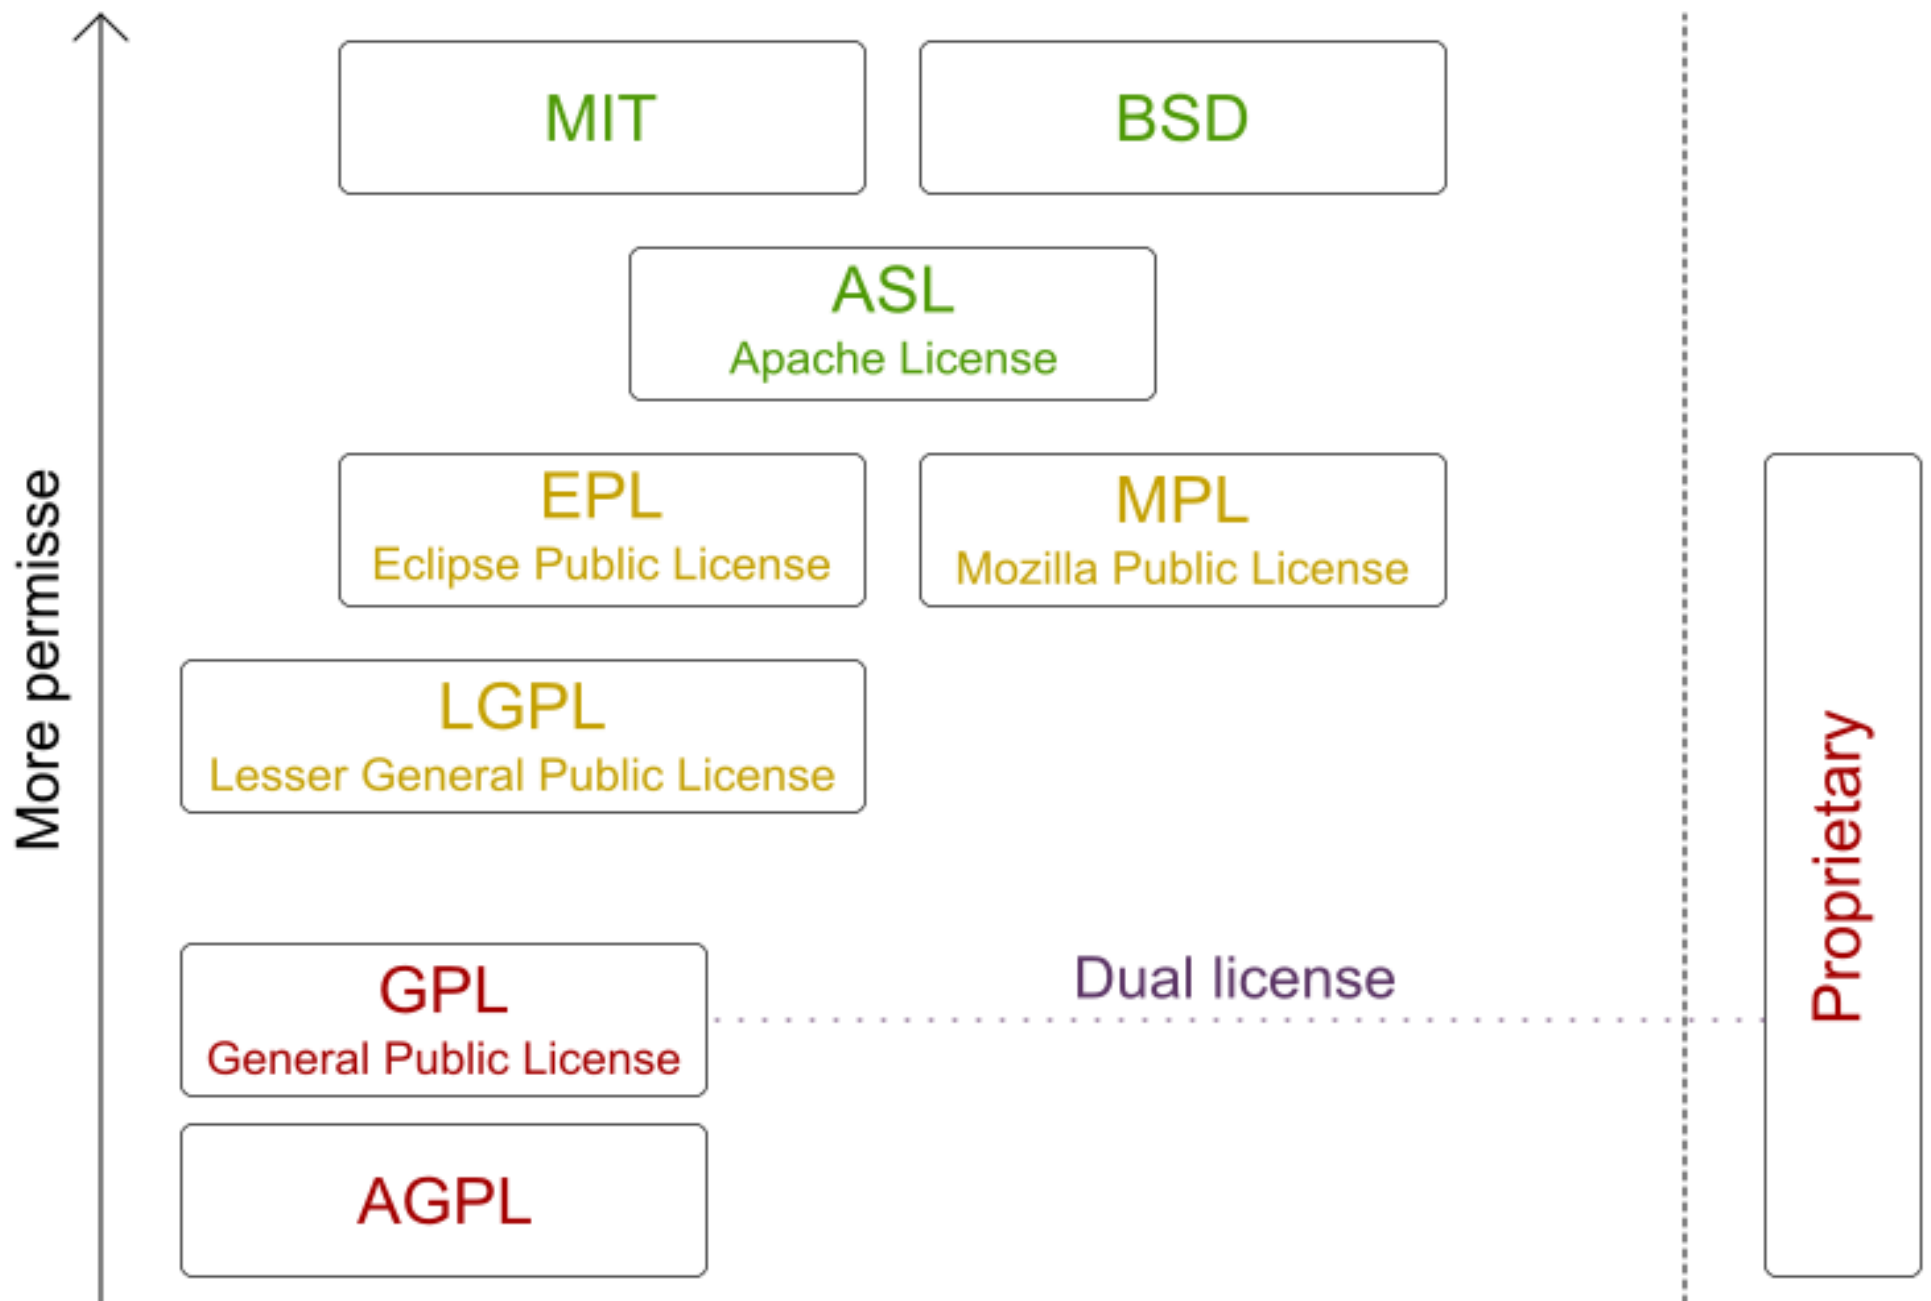 MIT
BSD
ASL
Apache License
EPL
Eclipse Public License
MPL
Mozilla Public License
More permisse
LGPL
Lesser General Public License
Proprietary
GPL
General Public License
Dual license
AGPL